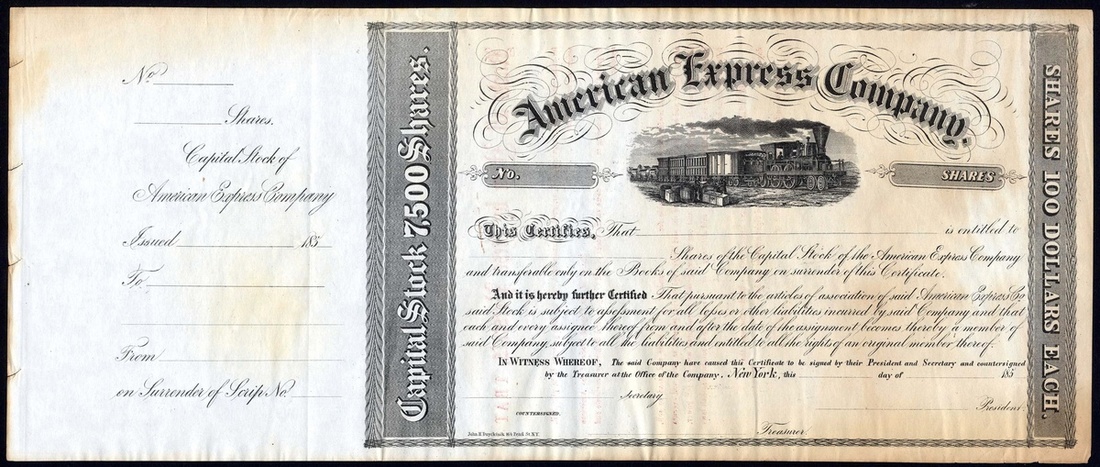 No
Shares.
Capital Stock of
American Express Company
Issued 185
To
From
on Surrender of Scrip No.
Capital Stock 7,500 Shares.
American Express Company.
No.
SHARES
This Certifies, That is entitled to
Shares of the Capital Stock of the American Express Company
and transferable only on the Books of said Company on surrender of this Certificate.
And it is hereby further Certified That pursuant to the articles of association of said American Express Co
said Stock is subject to assessment for all losses or other liabilities incurred by said Company and that
each and every assignee thereof from and after the date of the assignment becomes thereby a member of
said Company, subject to all the liabilities and entitled to all the rights of an original member thereof.
IN WITNESS WHEREOF, The said Company have caused this Certificate to be signed by their President and Secretary and countersigned
by the Treasurer at the Office of the Company, New York, this day of 185
Secretary
COUNTERSIGNED.
President
Treasurer
SHARES 100 DOLLARS EACH.